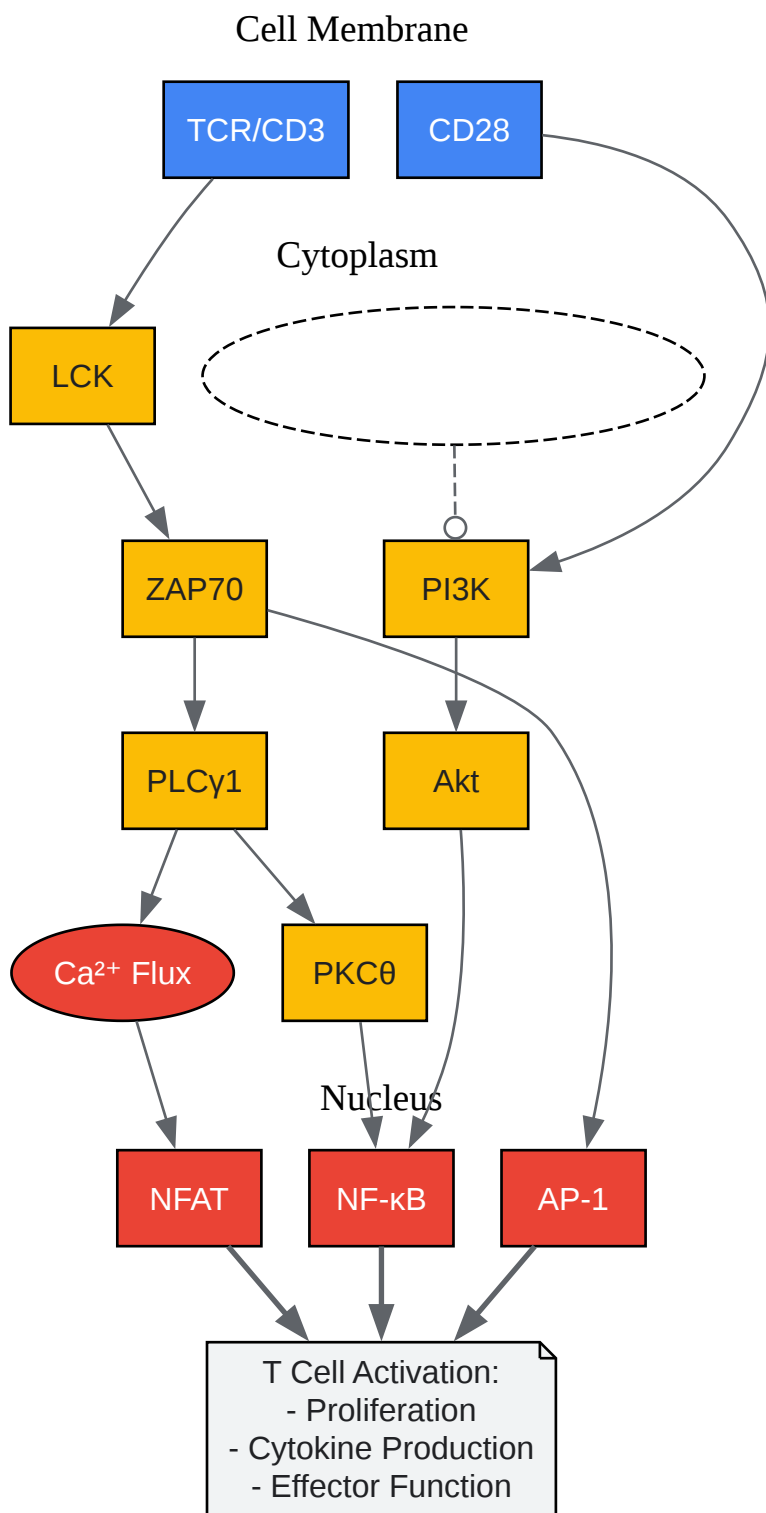 Cell Membrane
TCR/CD3
CD28
Cytoplasm
LCK
ZAP70
PI3K
PLCγ1
Akt
Ca²⁺ Flux
PKCθ
Nucleus
NFAT
NF-κB
AP-1
T Cell Activation:
- Proliferation
- Cytokine Production
- Effector Function